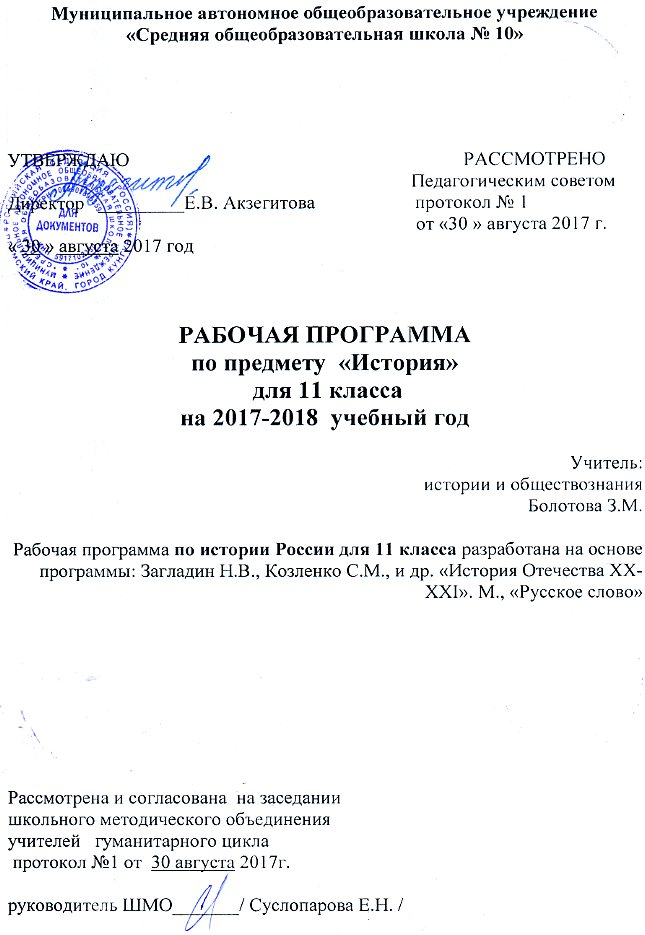 Муниципальное автономное общеобразовательное учреждение
«Средняя общеобразовательная школа № 10»
УТВЕРЖДАЮ
Директор __________Е.В. Акзегитова
« 30 » августа 2017 год
ДЛЯ
ДОКУМЕНТОВ
РАССМОТРЕНО
Педагогическим советом
протокол № 1
от «30 » августа 2017 г.
РАБОЧАЯ ПРОГРАММА
по предмету «История»
для 11 класса
на 2017-2018 учебный год
Учитель:
истории и обществознания
Болотова З.М.
Рабочая программа по истории России для 11 класса разработана на основе
программы: Загладин Н.В., Козленко С.М., и др. «История Отечества XX-
XXI». М., «Русское слово»
Рассмотрена и согласована на заседании
школьного методического объединения
учителей гуманитарного цикла
протокол №1 от 30 августа 2017г.
руководитель ШМО_______/ Суслопарова Е.Н. /